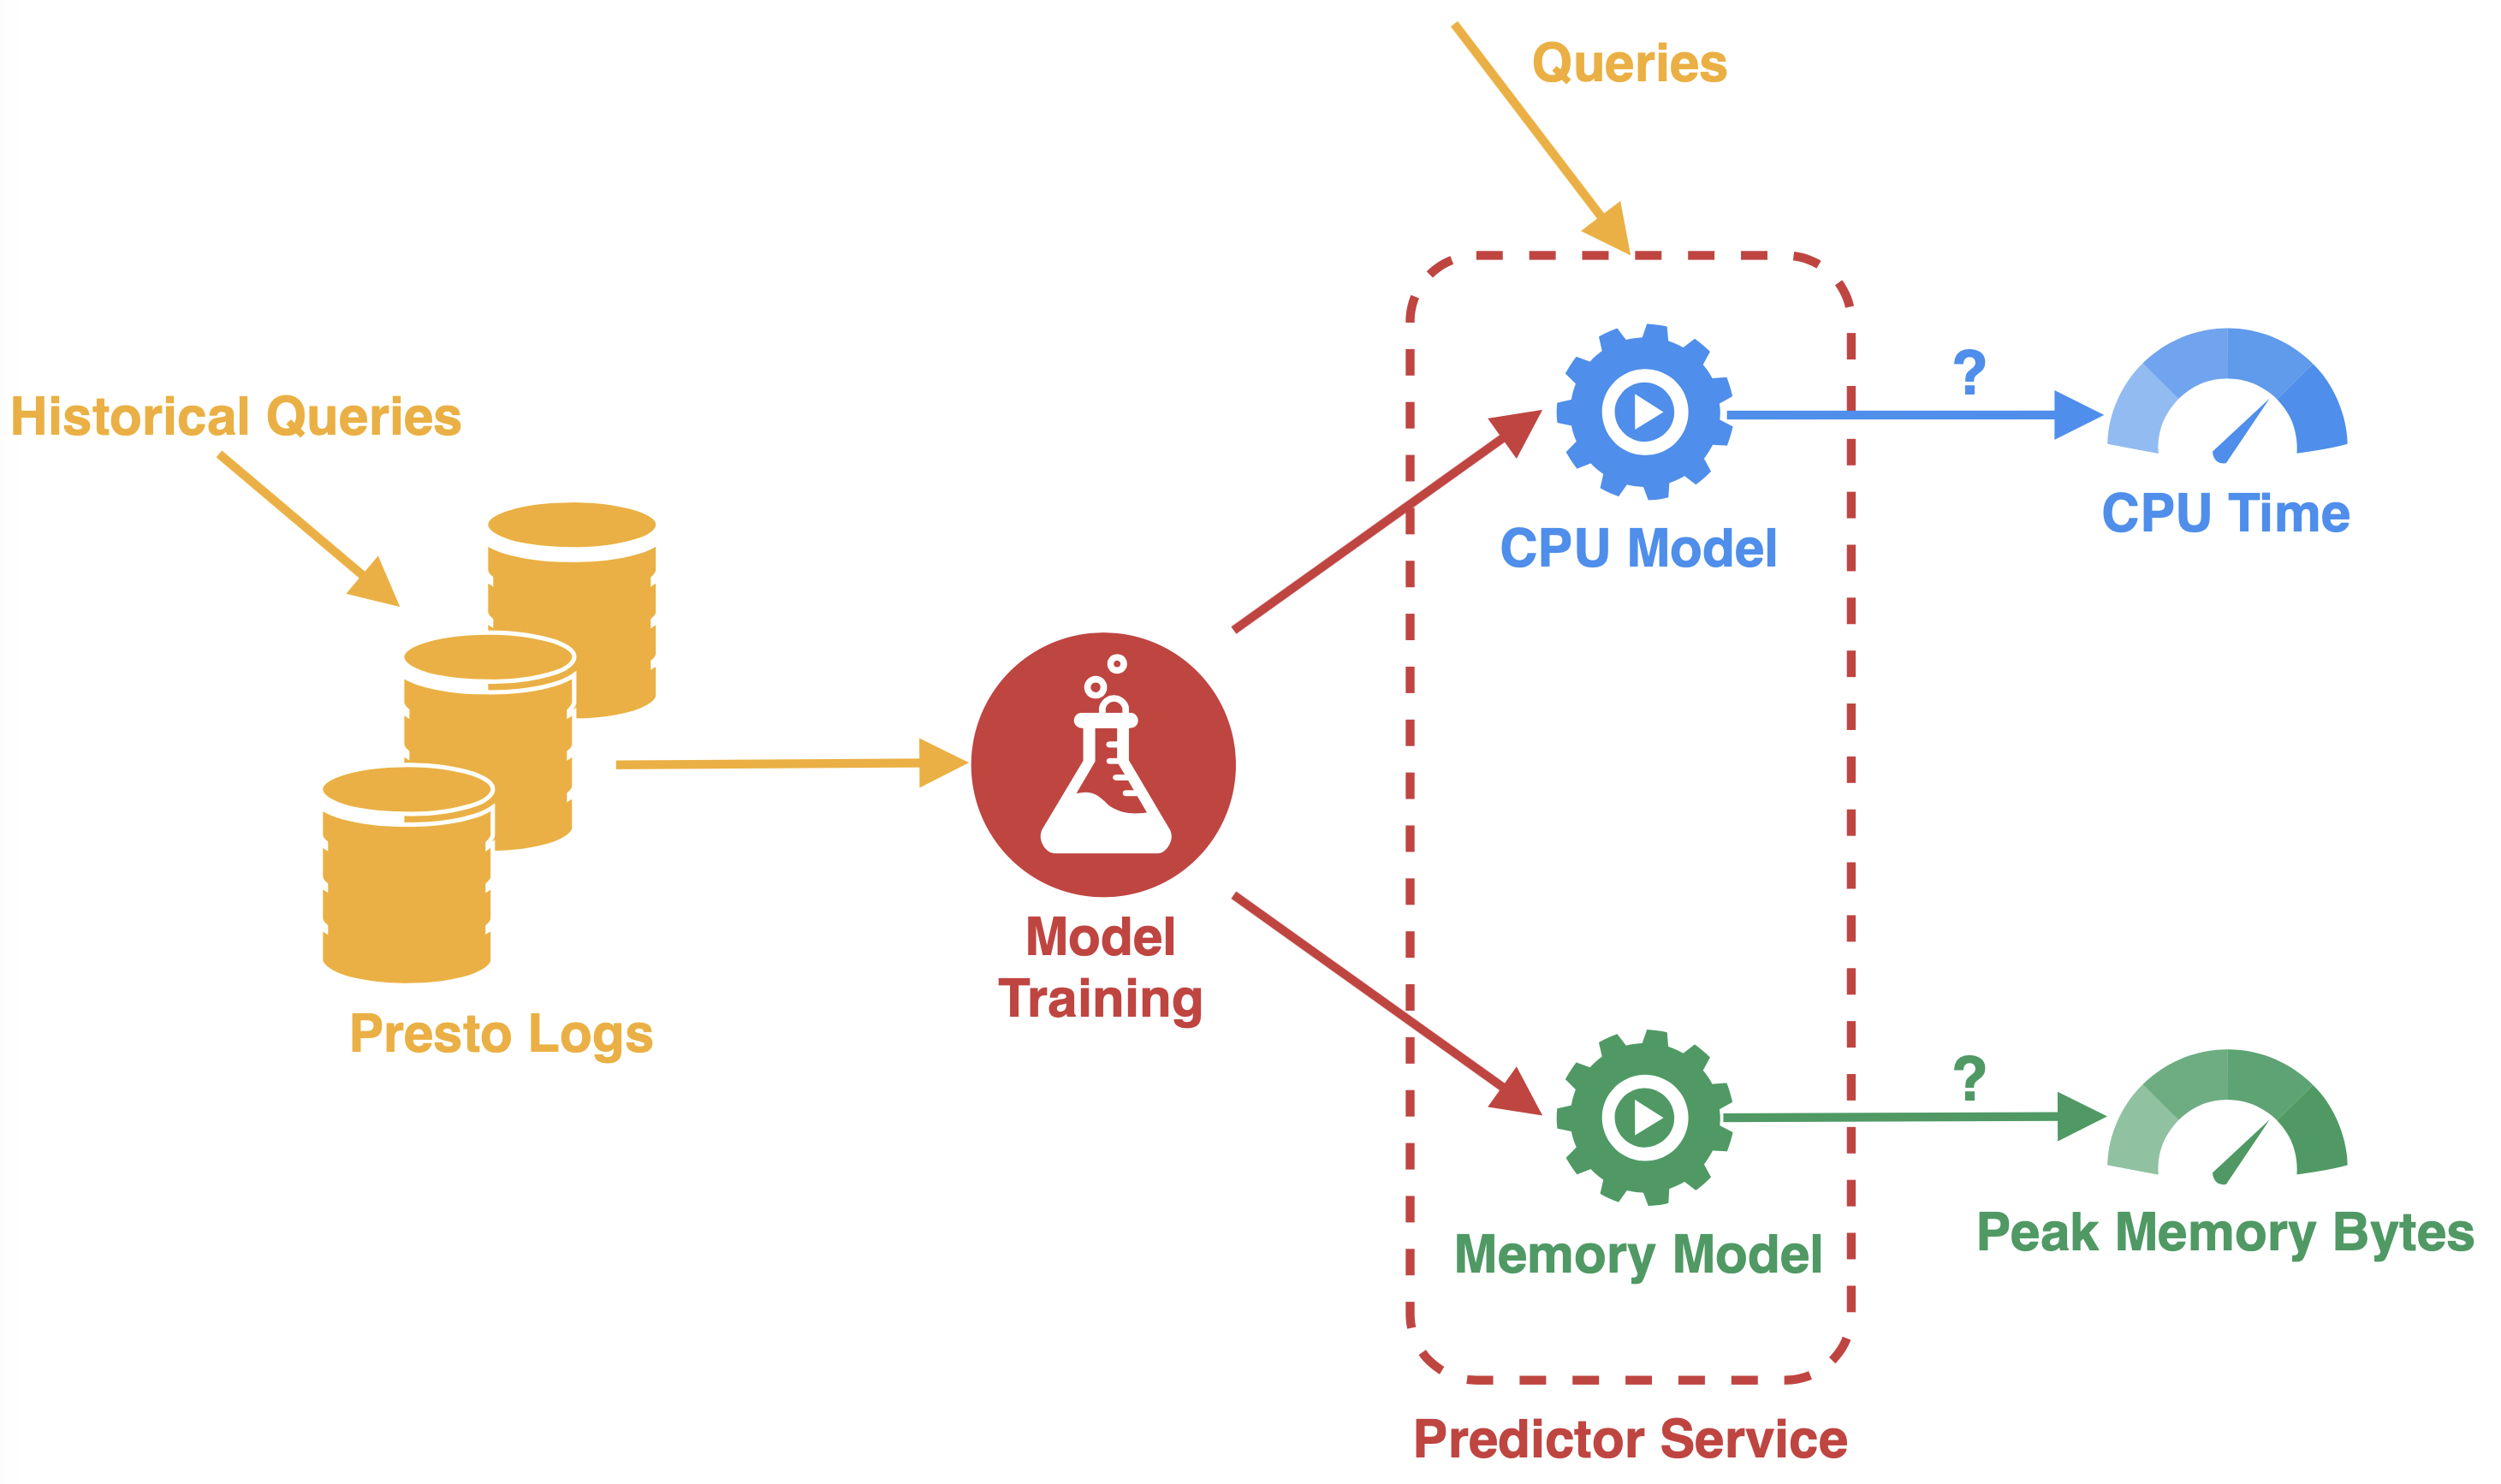 Queries
Historical Queries
?
CPU Time
CPU Model
Model
Training
Presto Logs
?
Peak Memory Bytes
Memory Model
Predictor Service